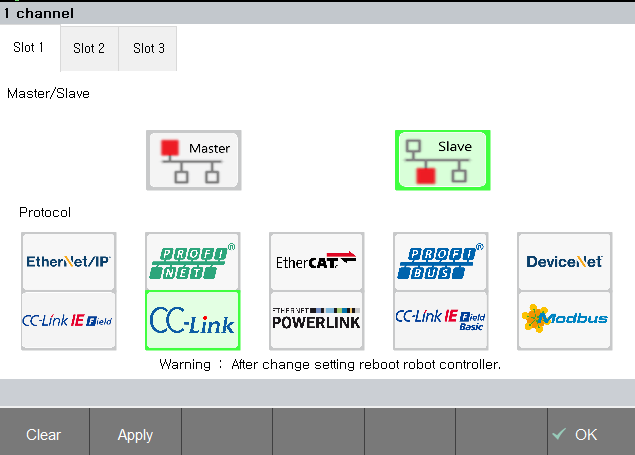 1 channel
Slot 1 Slot 2 Slot 3
Master/Slave
Master Slave
Protocol
EtherNet/IP PROFI NET EtherCAT PROFI BUS DeviceNet
CC-Link IE Field CC-Link ETHERNET POWERLINK CC-Link IE Field Basic Modbus
Warning : After change setting reboot robot controller.
Clear Apply OK